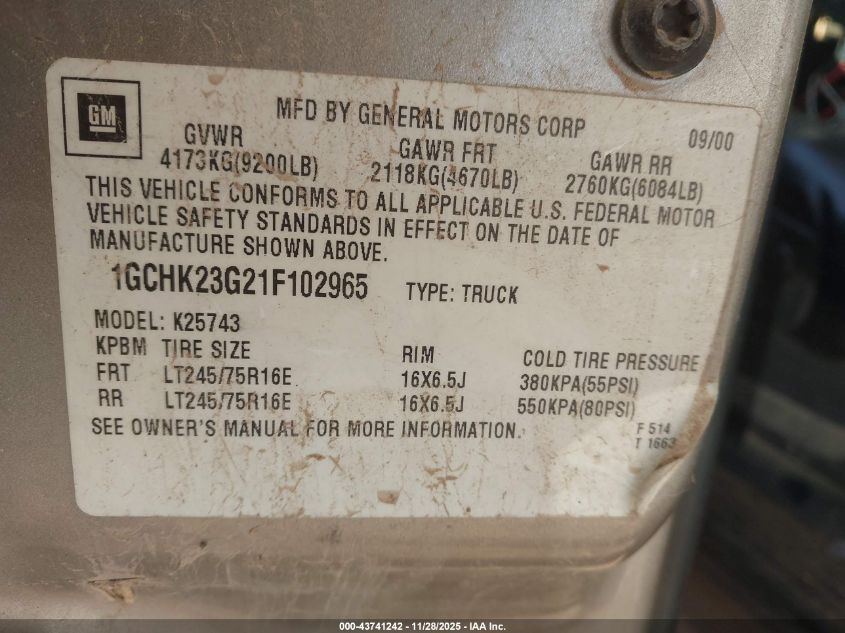 GM
MFD BY GENERAL MOTORS CORP 09/00
GVWR GAWR FRT GAWR RR
4173KG(9200LB) 2118KG(4670LB) 2760KG(6084LB)
THIS VEHICLE CONFORMS TO ALL APPLICABLE U.S. FEDERAL MOTOR
VEHICLE SAFETY STANDARDS IN EFFECT ON THE DATE OF
MANUFACTURE SHOWN ABOVE.
1GCHK23G21F102965 TYPE: TRUCK
MODEL: K25743
KPBM TIRE SIZE RIM COLD TIRE PRESSURE
FRT LT245/75R16E 16X6.5J 380KPA(55PSI)
RR LT245/75R16E 16X6.5J 550KPA(80PSI)
SEE OWNER'S MANUAL FOR MORE INFORMATION.
F 514
T 1663
000-43741242 - 11/28/2025 - IAA Inc.